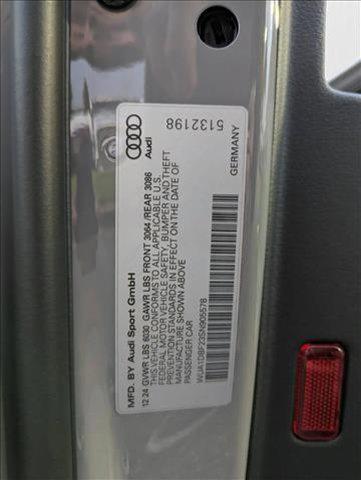 MFD. BY Audi Sport GmbH
12 24 GVWR LBS 6030 GAWR LBS FRONT 3064 /REAR 3086
THIS VEHICLE CONFORMS TO ALL APPLICABLE U.S.
FEDERAL MOTOR VEHICLE SAFETY, BUMPER AND THEFT
PREVENTION STANDARDS IN EFFECT ON THE DATE OF
MANUFACTURE SHOWN ABOVE
PASSENGER CAR
WUA1DBF23SN905578
GERMANY
Audi
5132198